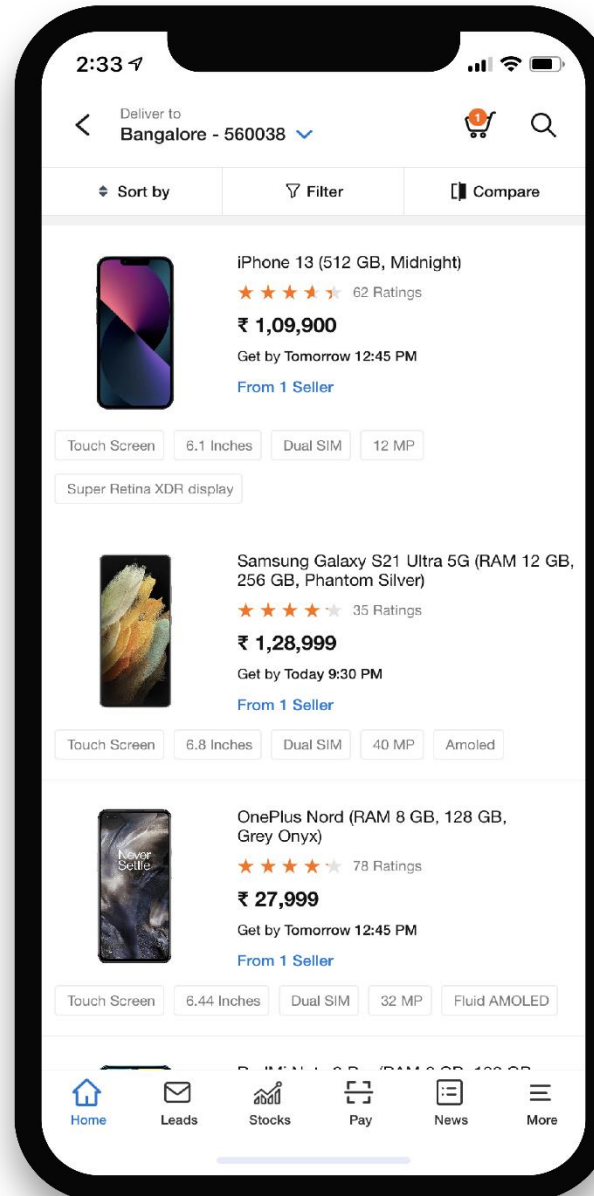 2:33
Deliver to
Bangalore - 560038
1
Sort by
Filter
Compare
iPhone 13 (512 GB, Midnight)
62 Ratings
₹ 1,09,900
Get by Tomorrow 12:45 PM
From 1 Seller
Touch Screen
6.1 Inches
Dual SIM
12 MP
Super Retina XDR display
Samsung Galaxy S21 Ultra 5G (RAM 12 GB,
256 GB, Phantom Silver)
35 Ratings
₹ 1,28,999
Get by Today 9:30 PM
From 1 Seller
Touch Screen
6.8 Inches
Dual SIM
40 MP
Amoled
Never
Settle
OnePlus Nord (RAM 8 GB, 128 GB,
Grey Onyx)
78 Ratings
₹ 27,999
Get by Tomorrow 12:45 PM
From 1 Seller
Touch Screen
6.44 Inches
Dual SIM
32 MP
Fluid AMOLED
Home
Leads
Stocks
Pay
News
More